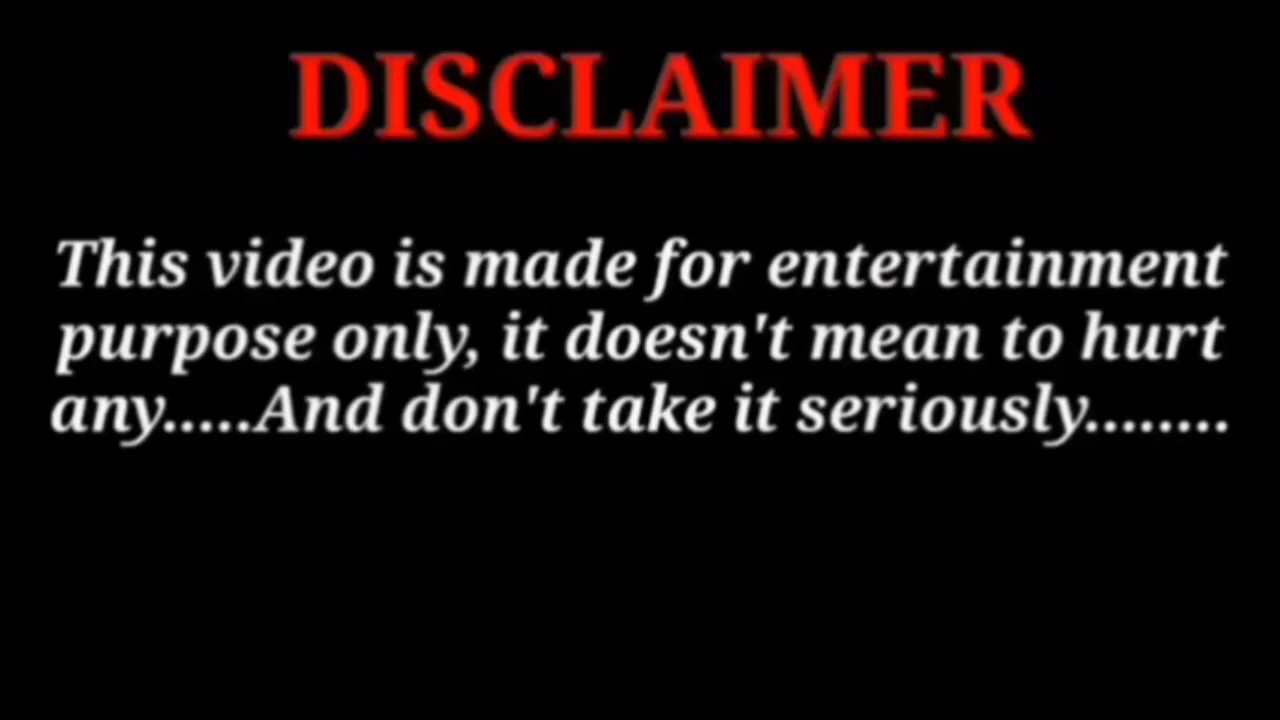 DISCLAIMER
This video is made for entertainment
purpose only, it doesn't mean to hurt
any.....And don't take it seriously........